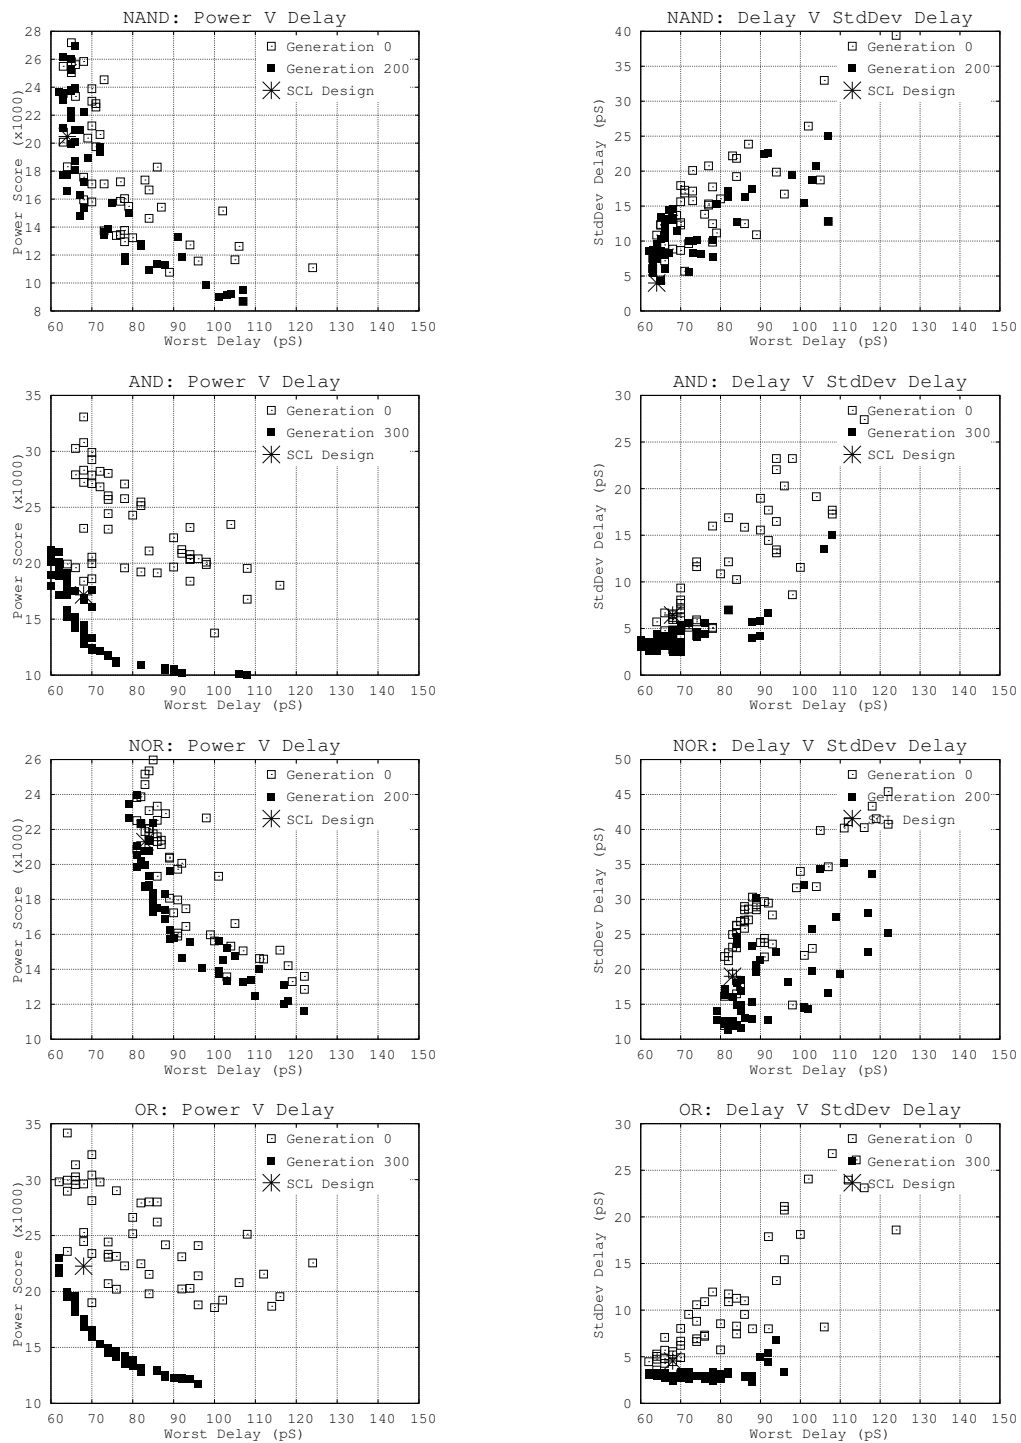 NAND: Power V Delay
Power Score (x1000)
28
26
24
22
20
18
16
14
12
10
8
Generation 0
Generation 200
SCL Design
60 70 80 90 100 110 120 130 140 150
Worst Delay (pS)
NAND: Delay V StdDev Delay
StdDev Delay (pS)
40
35
30
25
20
15
10
5
0
Generation 0
Generation 200
SCL Design
60 70 80 90 100 110 120 130 140 150
Worst Delay (pS)
AND: Power V Delay
Power Score (x1000)
35
30
25
20
15
10
Generation 0
Generation 300
SCL Design
60 70 80 90 100 110 120 130 140 150
Worst Delay (pS)
AND: Delay V StdDev Delay
StdDev Delay (pS)
30
25
20
15
10
5
0
Generation 0
Generation 300
SCL Design
60 70 80 90 100 110 120 130 140 150
Worst Delay (pS)
NOR: Power V Delay
Power Score (x1000)
26
24
22
20
18
16
14
12
10
Generation 0
Generation 200
SCL Design
60 70 80 90 100 110 120 130 140 150
Worst Delay (pS)
NOR: Delay V StdDev Delay
StdDev Delay (pS)
50
45
40
35
30
25
20
15
10
Generation 0
Generation 200
SCL Design
60 70 80 90 100 110 120 130 140 150
Worst Delay (pS)
OR: Power V Delay
Power Score (x1000)
35
30
25
20
15
10
Generation 0
Generation 300
SCL Design
60 70 80 90 100 110 120 130 140 150
Worst Delay (pS)
OR: Delay V StdDev Delay
StdDev Delay (pS)
30
25
20
15
10
5
0
Generation 0
Generation 300
SCL Design
60 70 80 90 100 110 120 130 140 150
Worst Delay (pS)